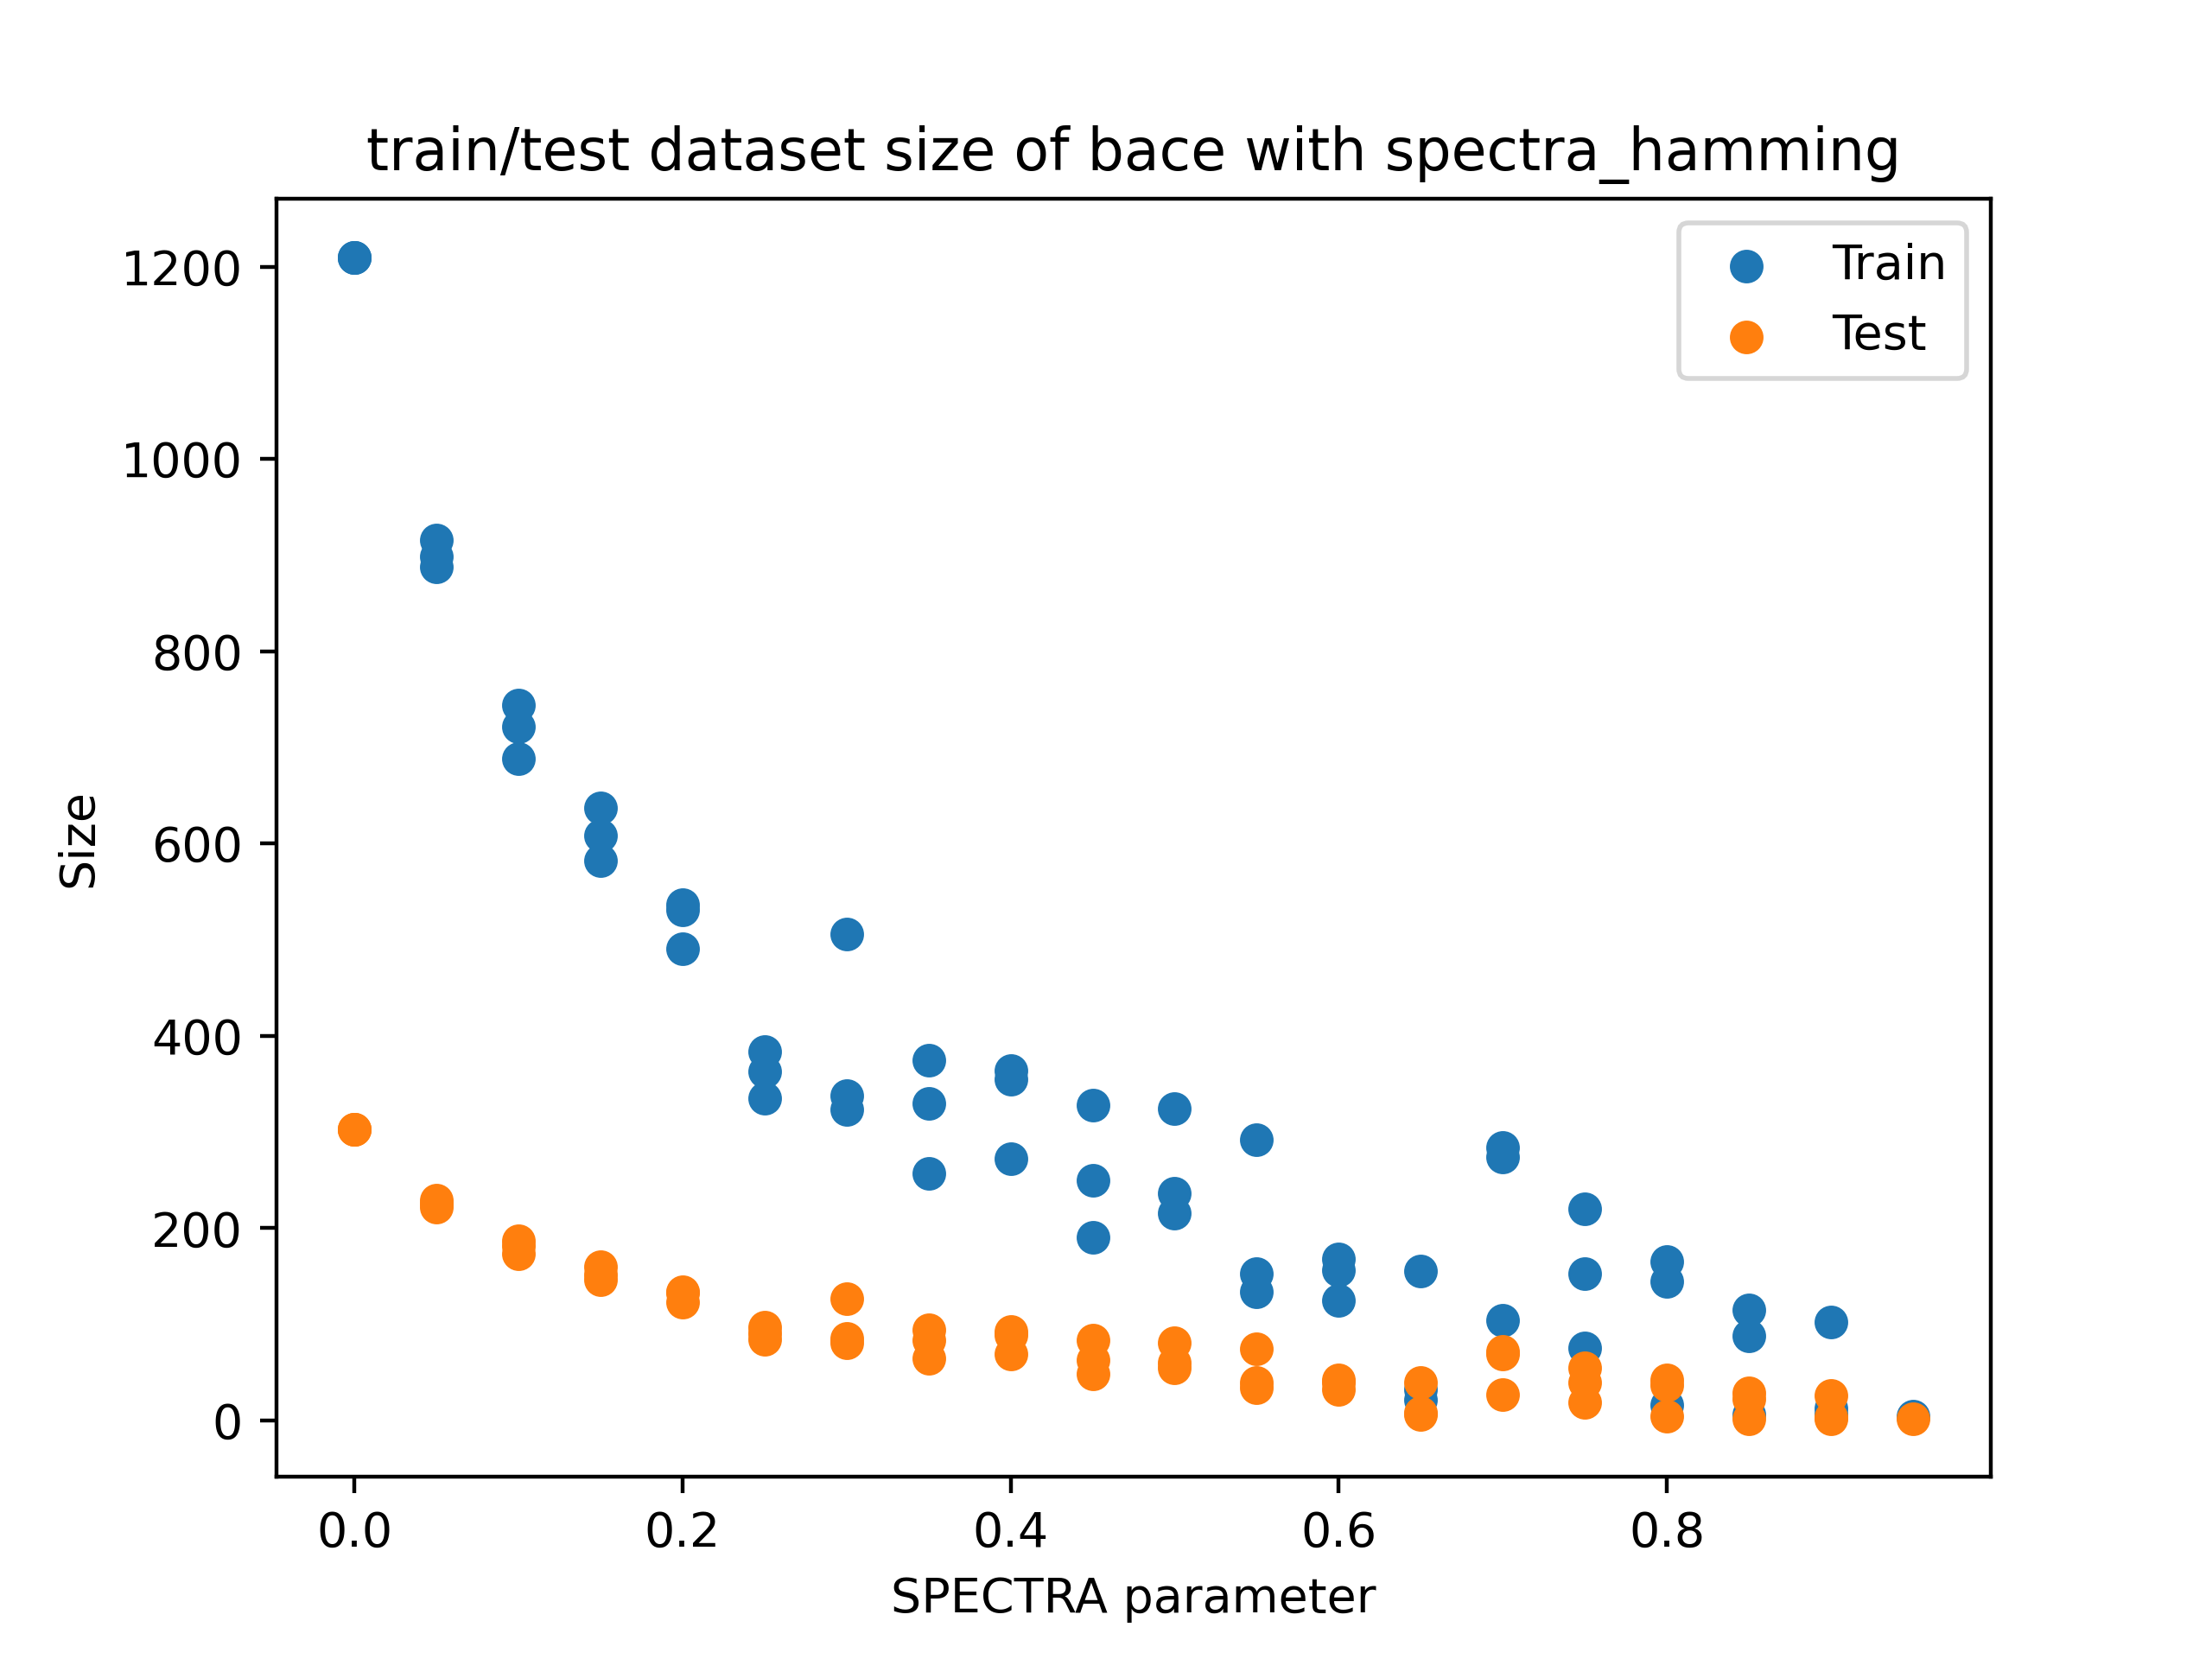 train/test dataset size of bace with spectra_hamming
Train
Test
1200
1000
800
600
400
200
0
Size
0.0
0.2
0.4
0.6
0.8
SPECTRA parameter